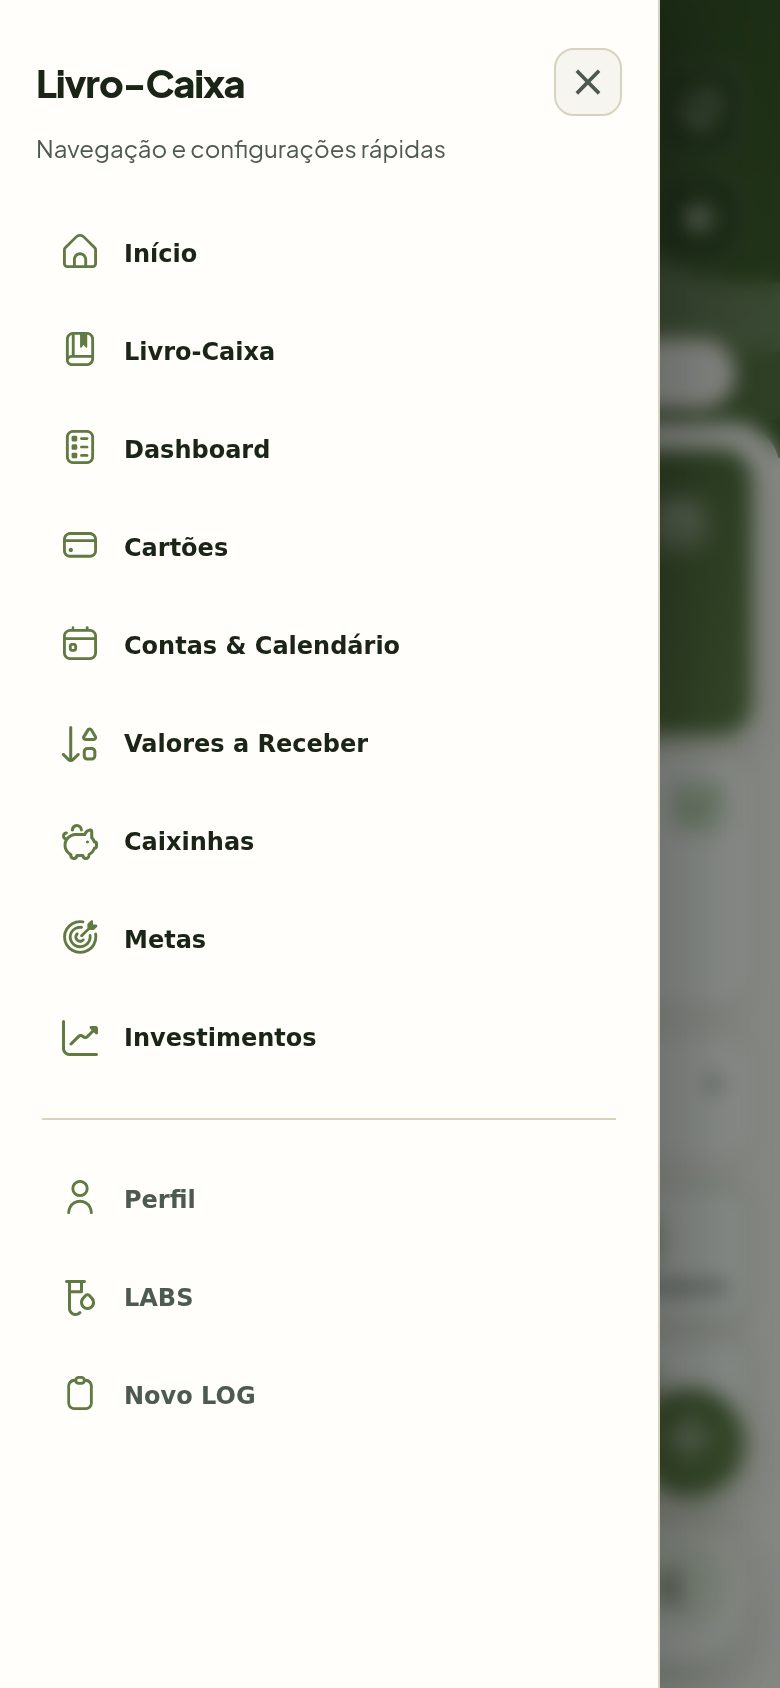 Livro-Caixa
Navegação e configurações rápidas
Início
Livro-Caixa
Dashboard
Cartões
Contas & Calendário
Valores a Receber
Caixinhas
Metas
Investimentos
Perfil
LABS
Novo LOG